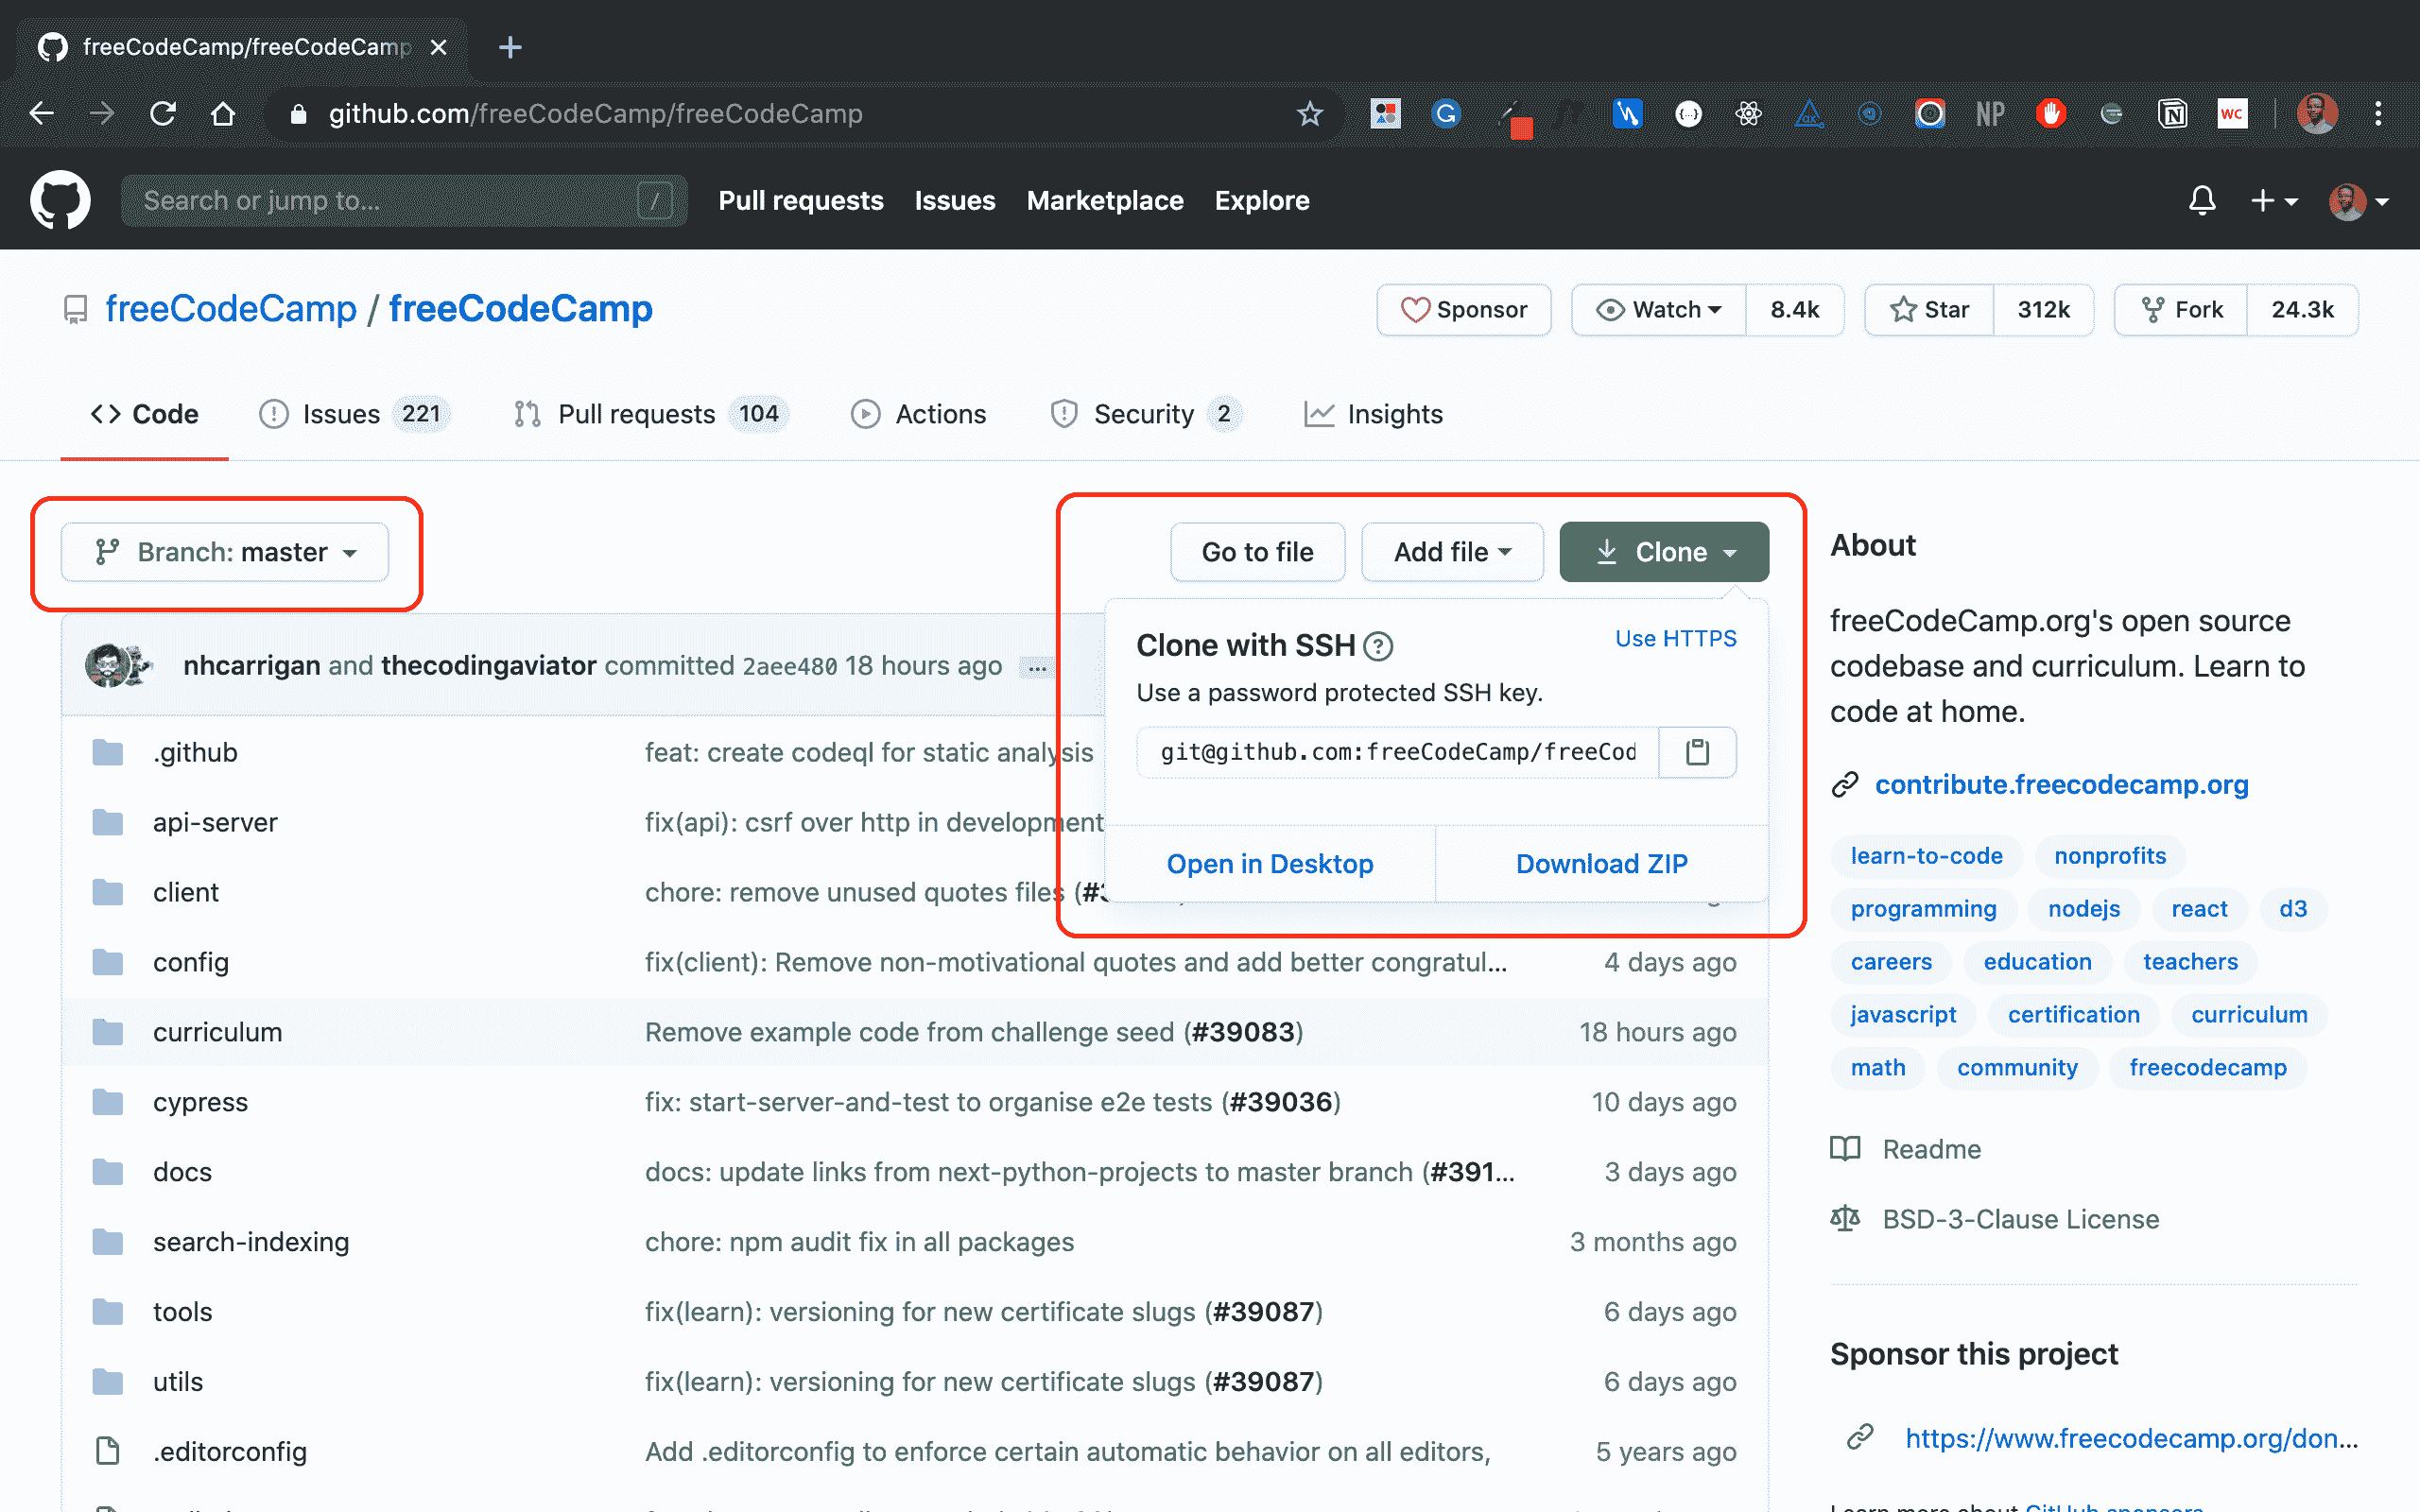 freeCodeCamp/freeCodeCamp
github.com/freeCodeCamp/freeCodeCamp
NP
WC
Search or jump to... /
Pull requests Issues Marketplace Explore
freeCodeCamp / freeCodeCamp
Sponsor Watch 8.4k Star 312k Fork 24.3k
Code Issues 221 Pull requests 104 Actions Security 2 Insights
Branch: master
Go to file Add file Clone
Clone with SSH ?
Use HTTPS
Use a password protected SSH key.
git@github.com:freeCodeCamp/freeCod
Open in Desktop Download ZIP
nhcarrigan and thecodingaviator committed 2aee480 18 hours ago ...
.github feat: create codeql for static analysis
api-server fix(api): csrf over http in development
client chore: remove unused quotes files (#3
config fix(client): Remove non-motivational quotes and add better congratul... 4 days ago
curriculum Remove example code from challenge seed (#39083) 18 hours ago
cypress fix: start-server-and-test to organise e2e tests (#39036) 10 days ago
docs docs: update links from next-python-projects to master branch (#391... 3 days ago
search-indexing chore: npm audit fix in all packages 3 months ago
tools fix(learn): versioning for new certificate slugs (#39087) 6 days ago
utils fix(learn): versioning for new certificate slugs (#39087) 6 days ago
.editorconfig Add .editorconfig to enforce certain automatic behavior on all editors, 5 years ago
About
freeCodeCamp.org's open source
codebase and curriculum. Learn to
code at home.
contribute.freecodecamp.org
learn-to-code nonprofits
programming nodejs react d3
careers education teachers
javascript certification curriculum
math community freecodecamp
Readme
BSD-3-Clause License
Sponsor this project
https://www.freecodecamp.org/don...
Learn more about GitHub sponsors